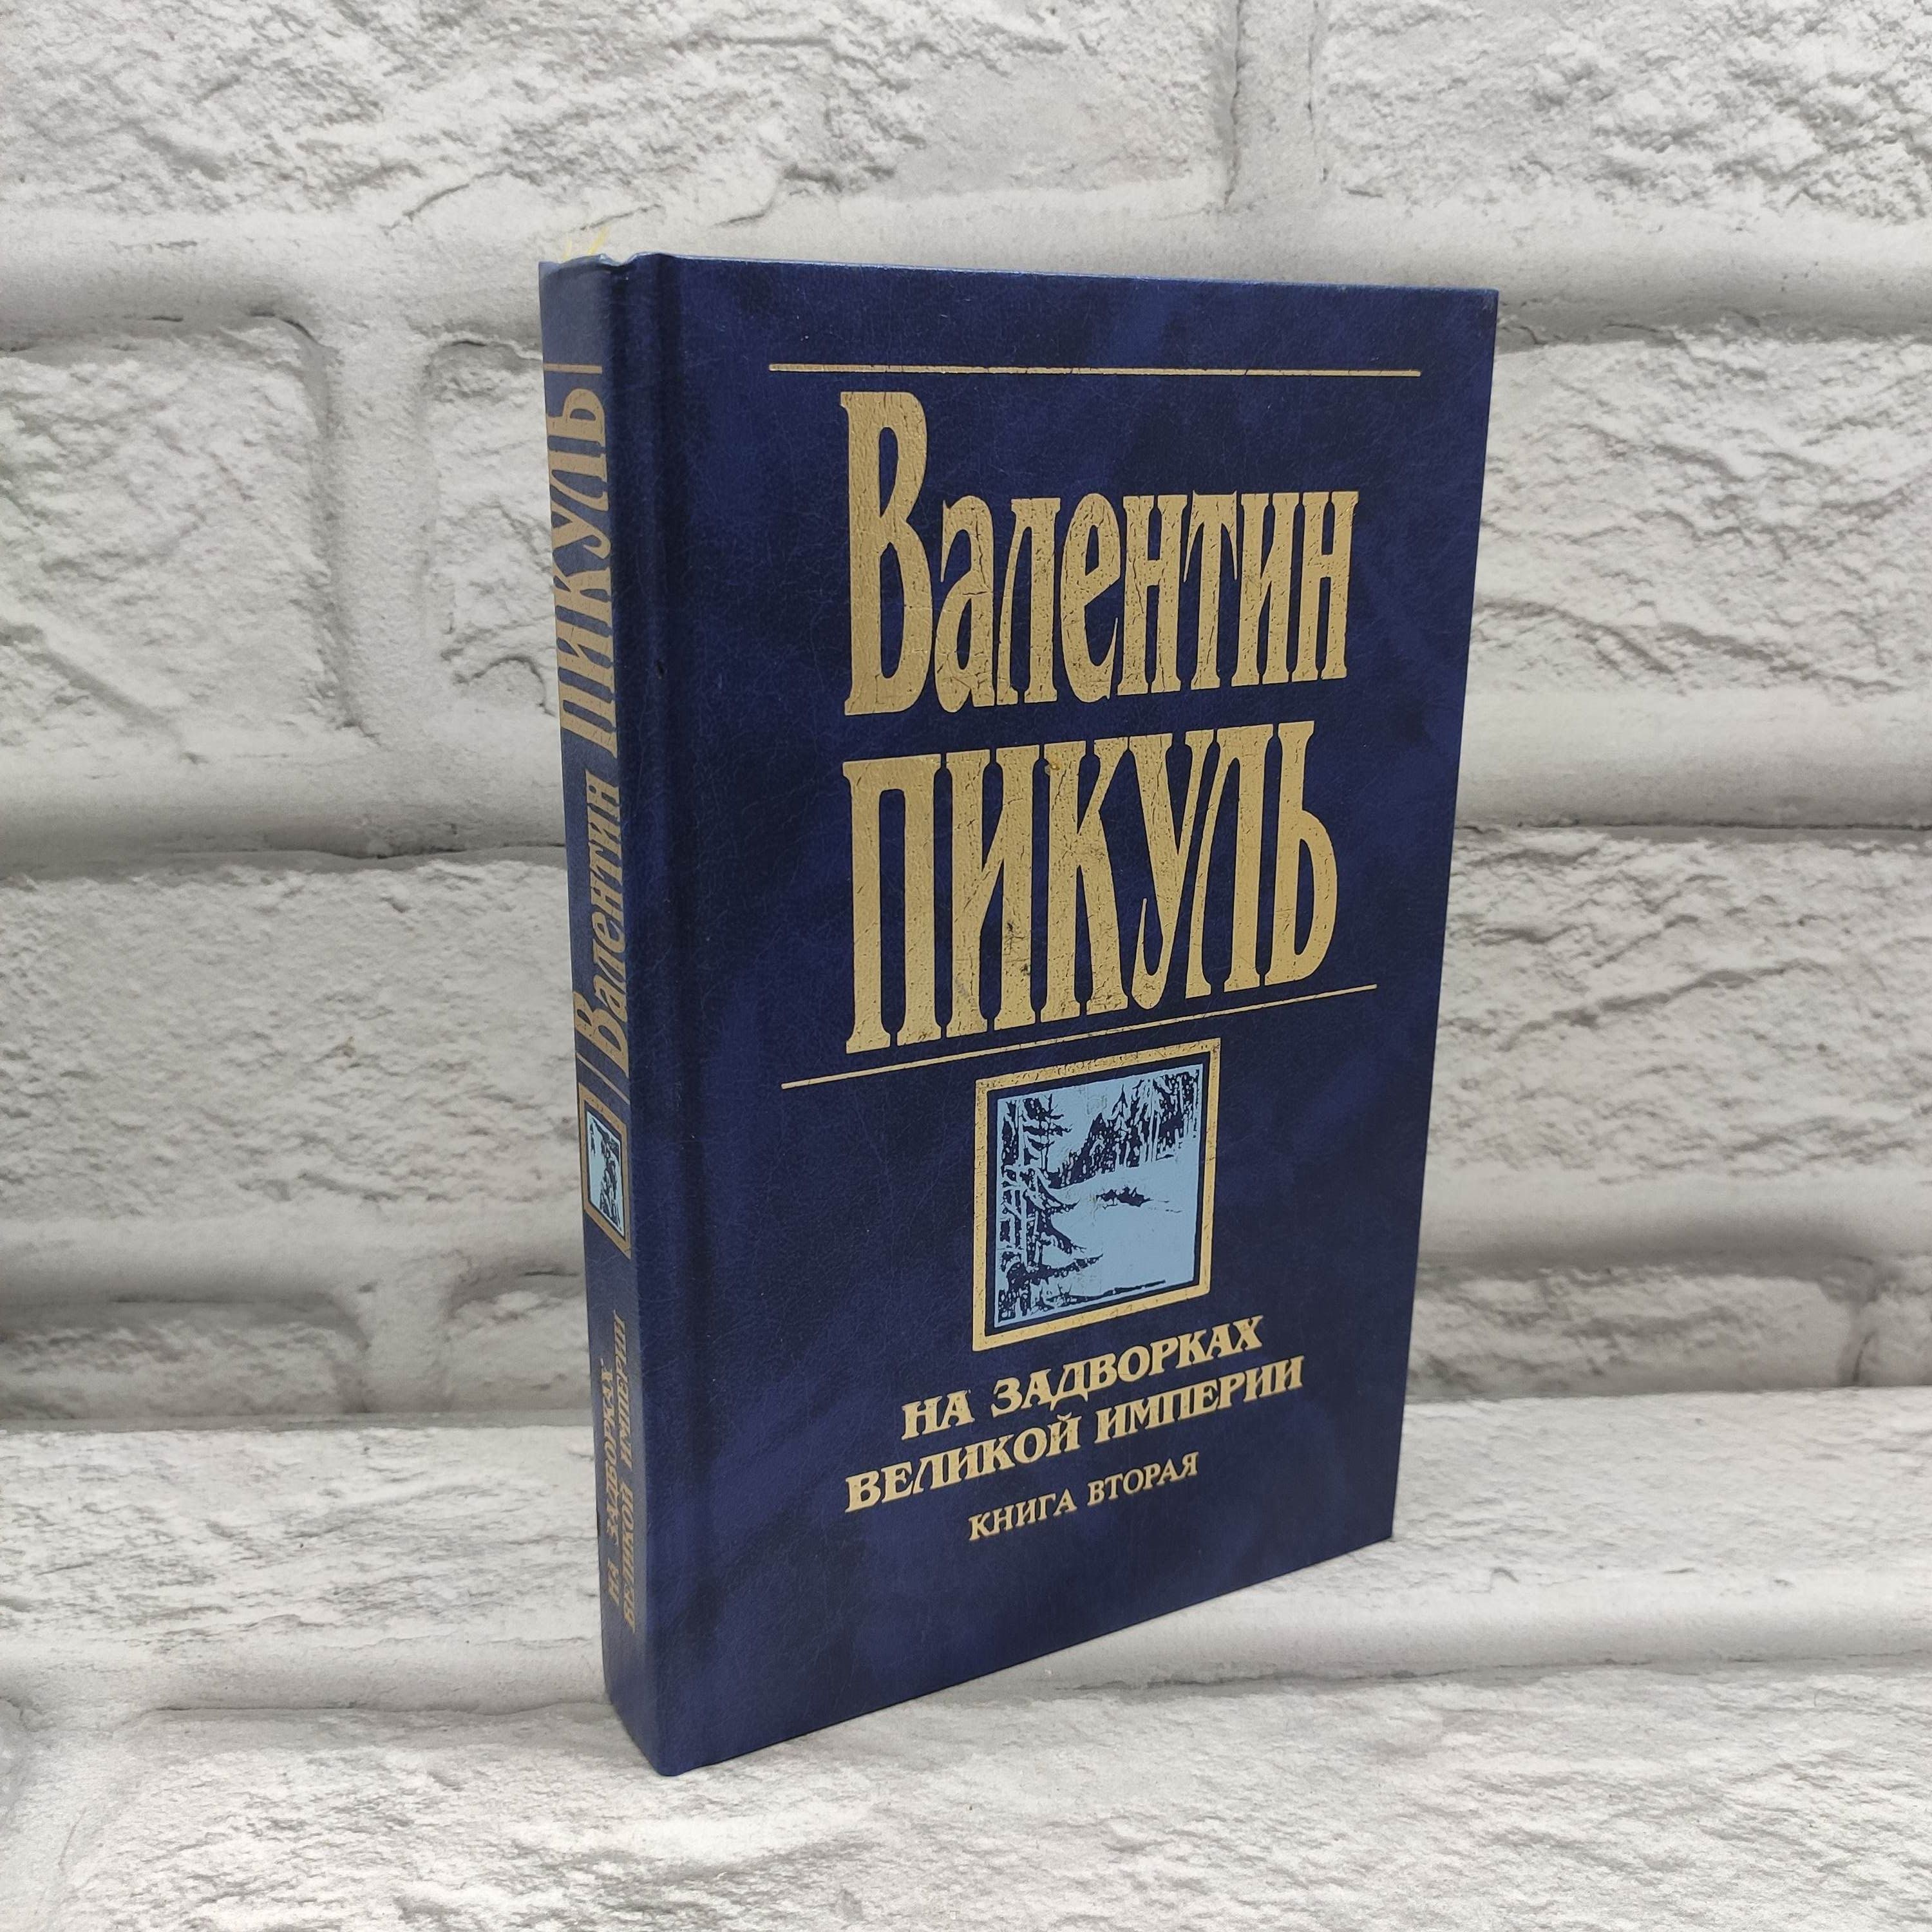 Валентин
ПИКУЛЬ
НА ЗАДВОРКАХ
ВЕЛИКОЙ ИМПЕРИИ
КНИГА ВТОРАЯ
Валентин ПИКУЛЬ
НА ЗАДВОРКАХ
ВЕЛИКОЙ ИМПЕРИИ